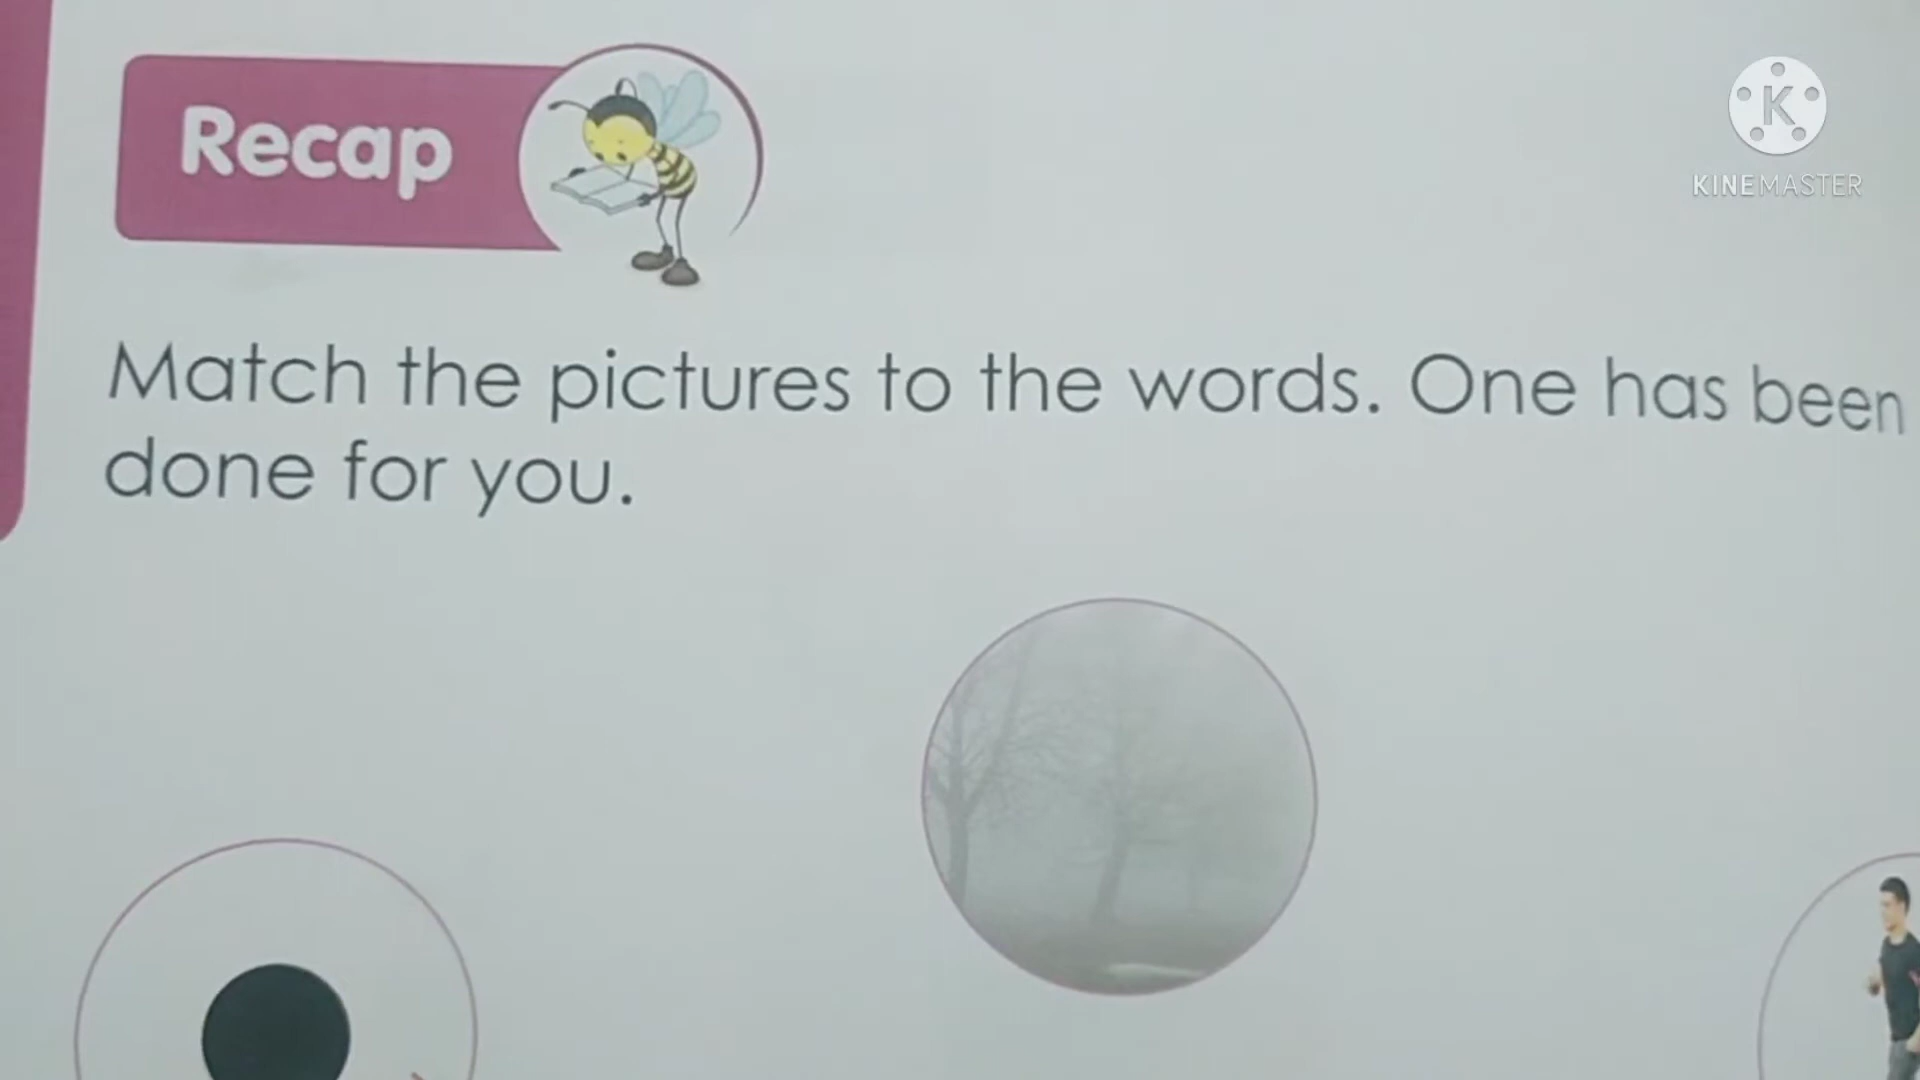 Recap
K
KINEMASTER
Match the pictures to the words. One has been
done for you.